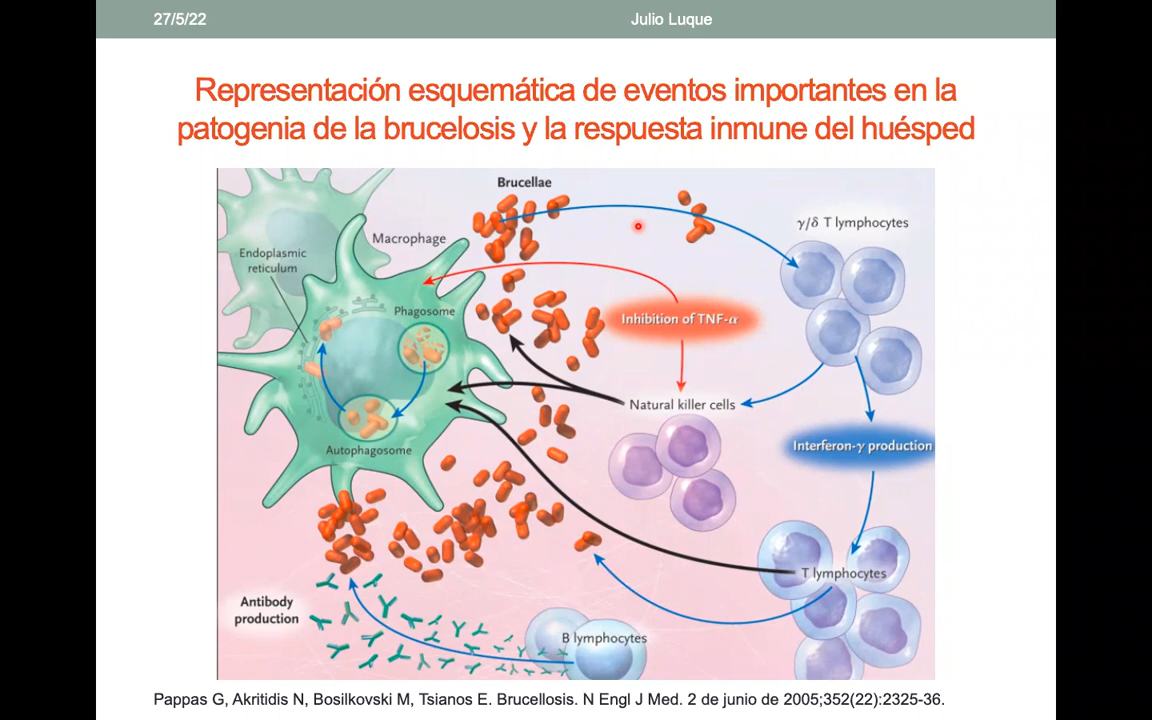 27/5/22
Julio Luque
Representación esquemática de eventos importantes en la
patogenia de la brucelosis y la respuesta inmune del huésped
Brucellae
γ/δ T lymphocytes
Macrophage
Endoplasmic
reticulum
Phagosome
Inhibition of TNF-α
Natural killer cells
Interferon-γ production
Autophagosome
T lymphocytes
Antibody
production
B lymphocytes
Pappas G, Akritidis N, Bosilkovski M, Tsianos E. Brucellosis. N Engl J Med. 2 de junio de 2005;352(22):2325-36.